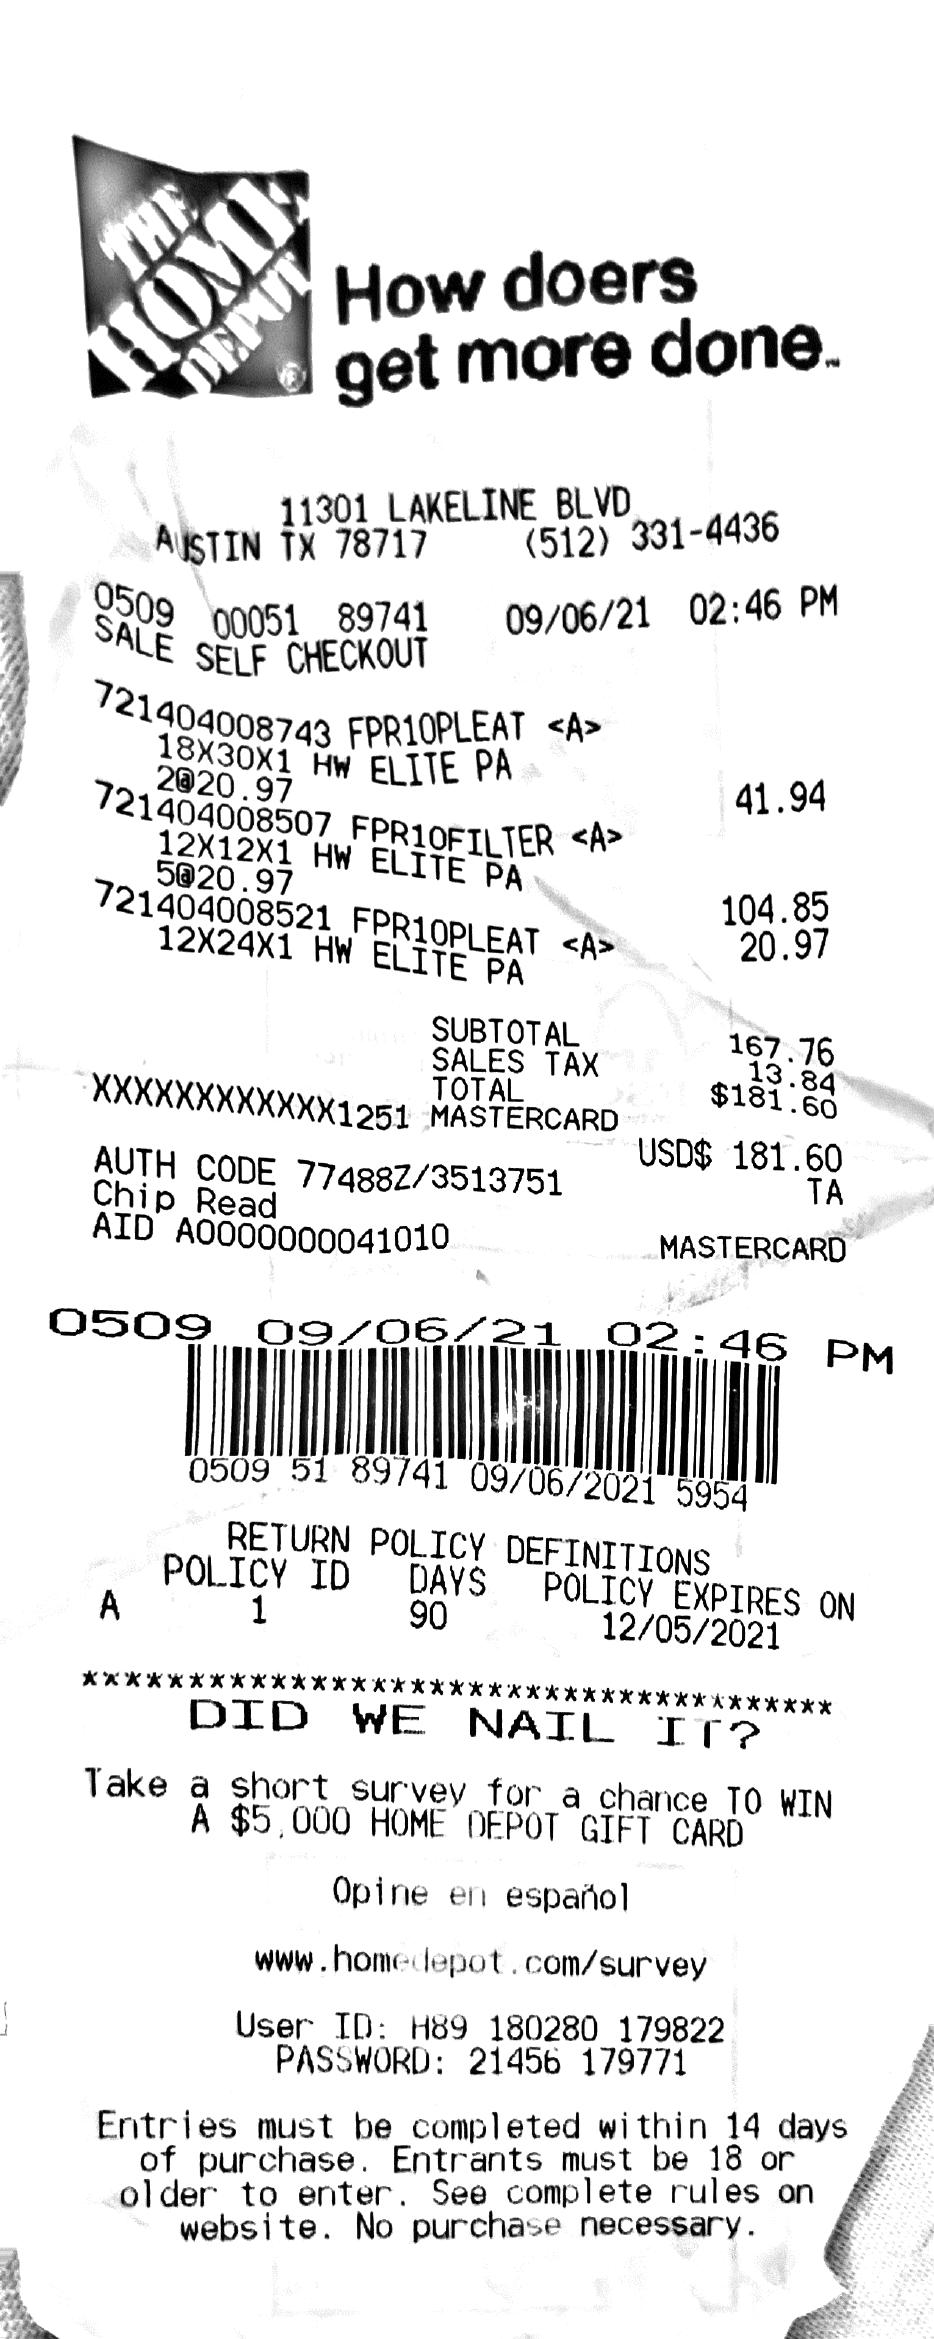 THE
HOME
DEPOT
®
How doers
get more done™
11301 LAKELINE BLVD
AUSTIN TX 78717 (512) 331-4436
0509 00051 89741 09/06/21 02:46 PM
SALE SELF CHECKOUT
721404008743 FPR10PLEAT <A>
18X30X1 HW ELITE PA
2@20.97 41.94
721404008507 FPR10FILTER <A>
12X12X1 HW ELITE PA
5@20.97 104.85
721404008521 FPR10PLEAT <A> 20.97
12X24X1 HW ELITE PA
SUBTOTAL 167.76
SALES TAX 13.84
TOTAL $181.60
XXXXXXXXXXXX1251 MASTERCARD
USD$ 181.60
AUTH CODE 77488Z/3513751 TA
Chip Read
AID A0000000041010 MASTERCARD
0509 09/06/21 02:46 PM
0509 51 89741 09/06/2021 5954
RETURN POLICY DEFINITIONS
POLICY ID DAYS POLICY EXPIRES ON
A 1 90 12/05/2021
***********************************
DID WE NAIL IT?
Take a short survey for a chance TO WIN
A $5,000 HOME DEPOT GIFT CARD
Opine en español
www.homedepot.com/survey
User ID: H89 180280 179822
PASSWORD: 21456 179771
Entries must be completed within 14 days
of purchase. Entrants must be 18 or
older to enter. See complete rules on
website. No purchase necessary.